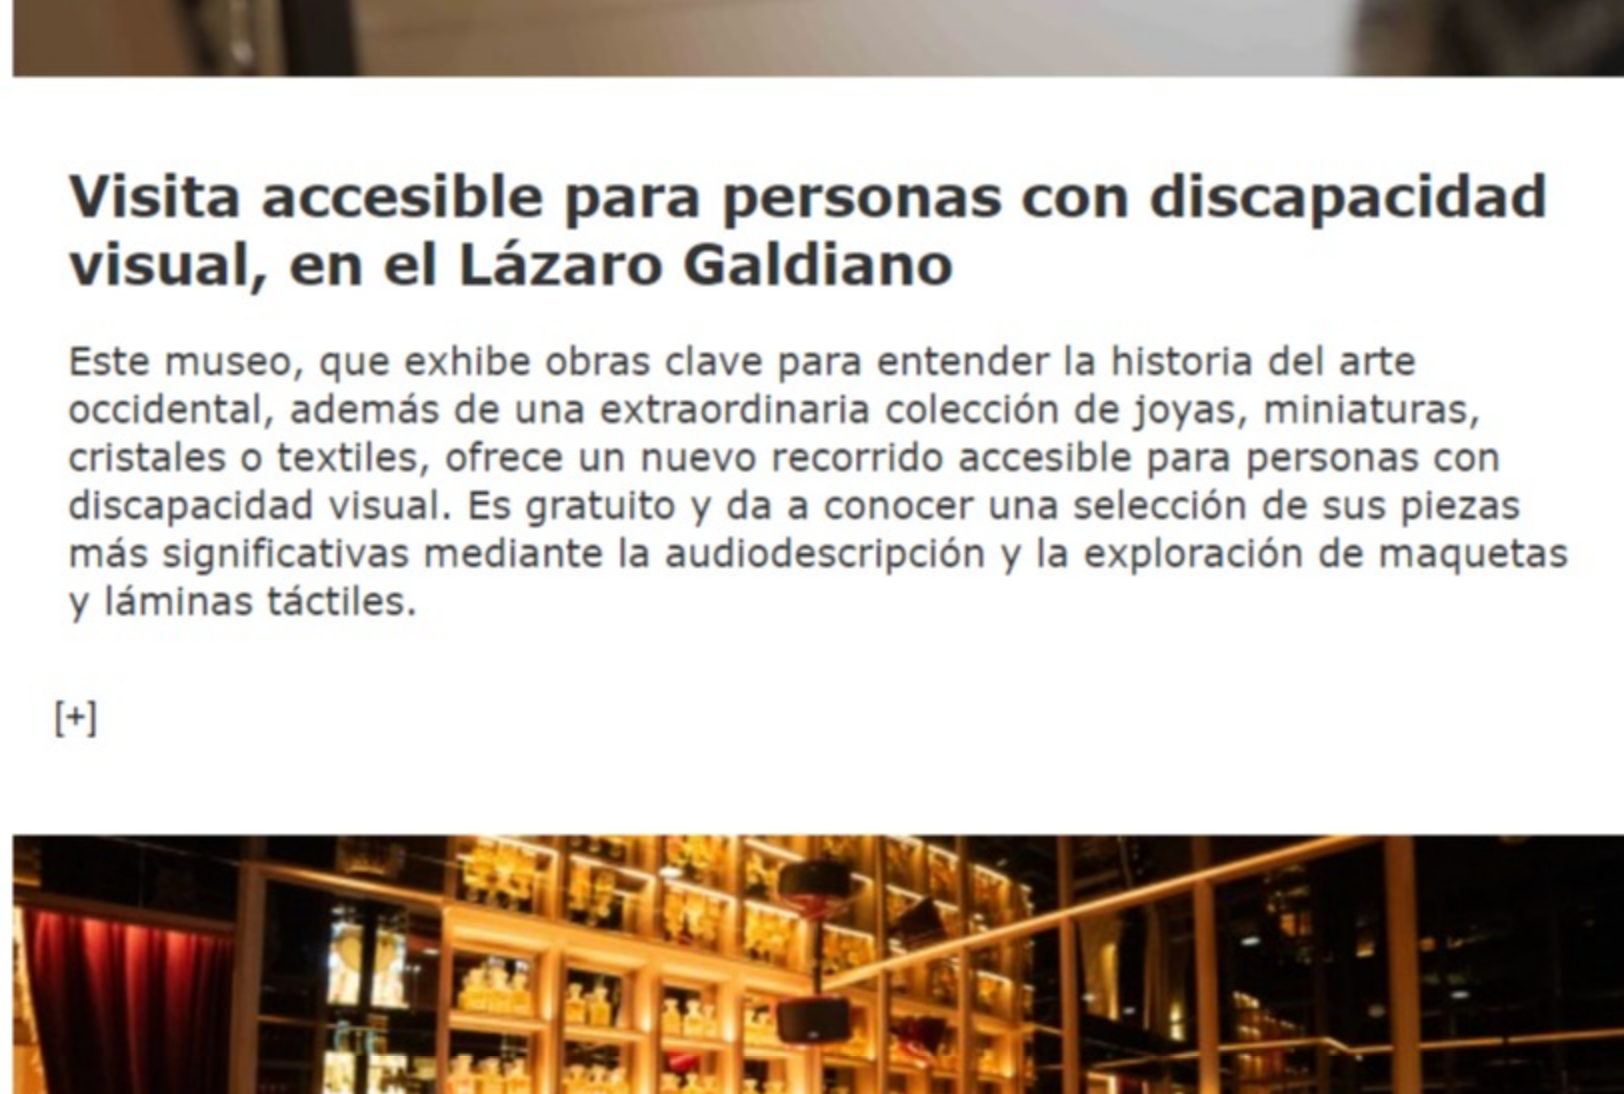 Visita accesible para personas con discapacidad
visual, en el Lázaro Galdiano
Este museo, que exhibe obras clave para entender la historia del arte
occidental, además de una extraordinaria colección de joyas, miniaturas,
cristales o textiles, ofrece un nuevo recorrido accesible para personas con
discapacidad visual. Es gratuito y da a conocer una selección de sus piezas
más significativas mediante la audiodescripción y la exploración de maquetas
y láminas táctiles.
[+]